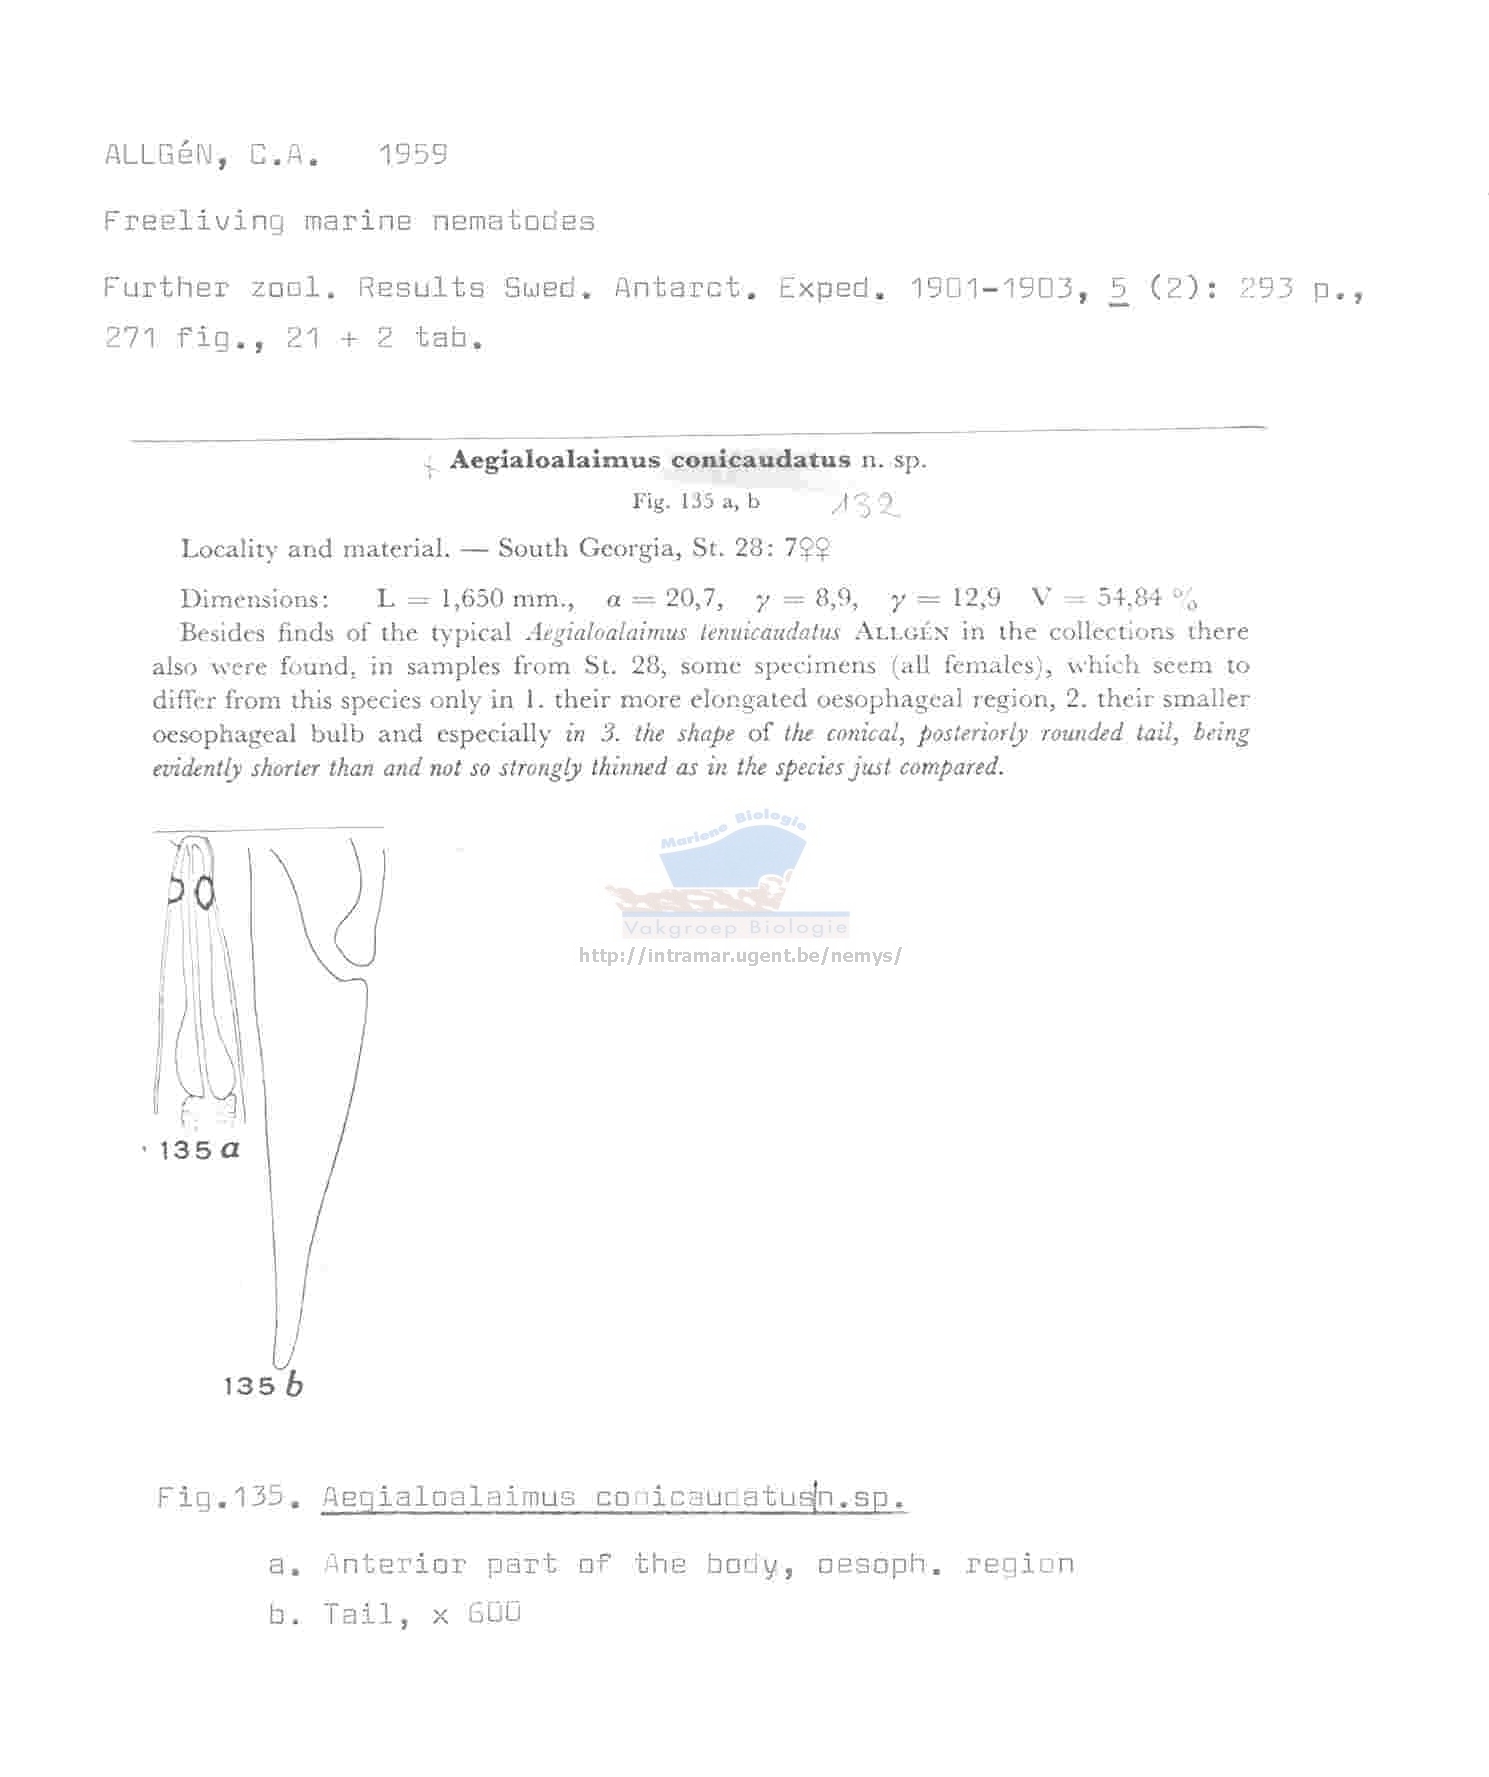 ALLGéN, C.A. 1959
Freeliving marine nematodes
Further zool. Results Swed. Antarct. Exped. 1901-1903, 5 (2): 293 p.,
271 fig., 21 + 2 tab.
Aegialoalaimus conicaudatus n. sp.
Fig. 135 a, b 132
Locality and material. — South Georgia, St. 28: 7♀♀
Dimensions: L = 1,650 mm., α = 20,7, γ = 8,9, γ = 12,9 V = 54,84 %
Besides finds of the typical Aegialoalaimus tenuicaudatus ALLGÉN in the collections there
also were found, in samples from St. 28, some specimens (all females), which seem to
differ from this species only in 1. their more elongated oesophageal region, 2. their smaller
oesophageal bulb and especially in 3. the shape of the conical, posteriorly rounded tail, being
evidently shorter than and not so strongly thinned as in the species just compared.
Mariene Biologie
Vakgroep Biologie
http://intramar.ugent.be/nemys/
135 a
135 b
Fig.135. Aegialoalaimus conicaudatus n.sp.
a. Anterior part of the body, oesoph. region
b. Tail, x 600